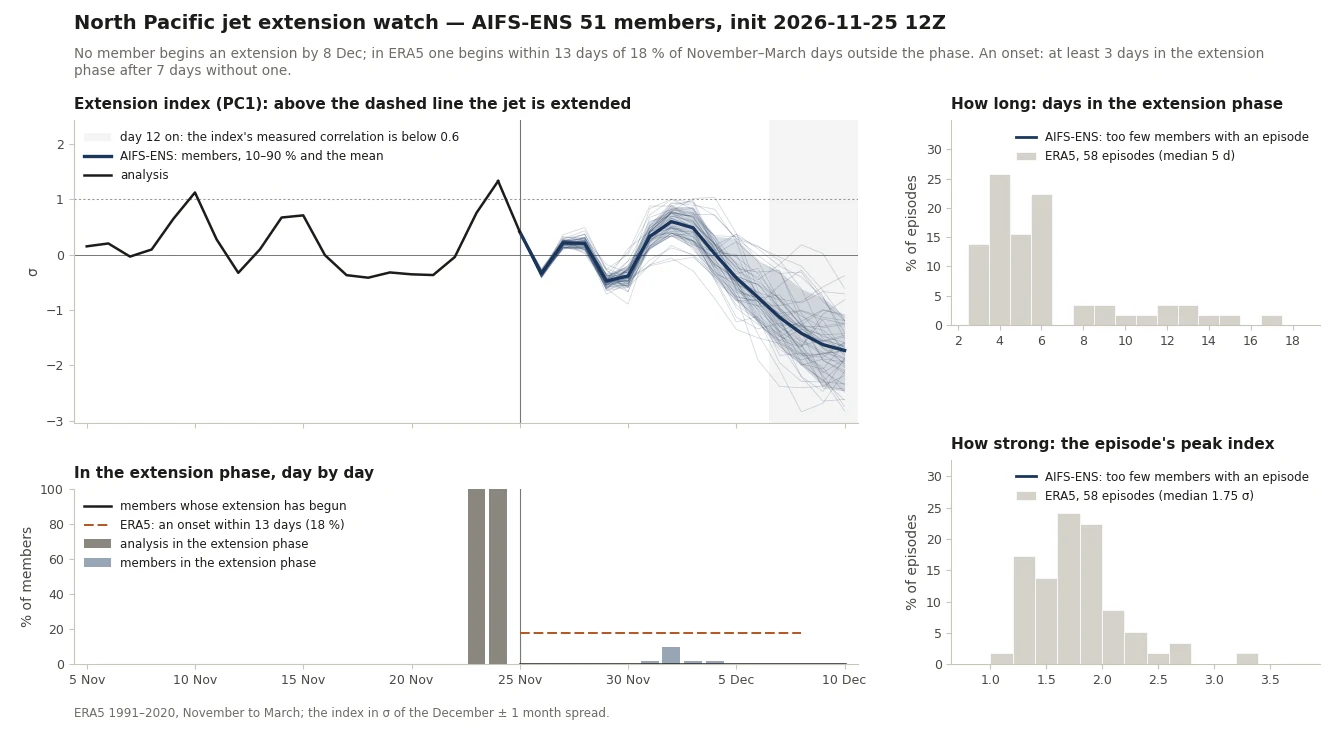 North Pacific jet extension watch — AIFS-ENS 51 members, init 2026-11-25 12Z
No member begins an extension by 8 Dec; in ERA5 one begins within 13 days of 18 % of November–March days outside the phase. An onset: at least 3 days in the extension
phase after 7 days without one.
Extension index (PC1): above the dashed line the jet is extended
day 12 on: the index's measured correlation is below 0.6
AIFS-ENS: members, 10–90 % and the mean
analysis
σ
2
1
0
−1
−2
−3
How long: days in the extension phase
AIFS-ENS: too few members with an episode
ERA5, 58 episodes (median 5 d)
% of episodes
30
25
20
15
10
5
0
2 4 6 8 10 12 14 16 18
In the extension phase, day by day
members whose extension has begun
ERA5: an onset within 13 days (18 %)
analysis in the extension phase
members in the extension phase
% of members
100
80
60
40
20
0
5 Nov 10 Nov 15 Nov 20 Nov 25 Nov 30 Nov 5 Dec 10 Dec
How strong: the episode's peak index
AIFS-ENS: too few members with an episode
ERA5, 58 episodes (median 1.75 σ)
% of episodes
30
25
20
15
10
5
0
1.0 1.5 2.0 2.5 3.0 3.5
ERA5 1991–2020, November to March; the index in σ of the December ± 1 month spread.